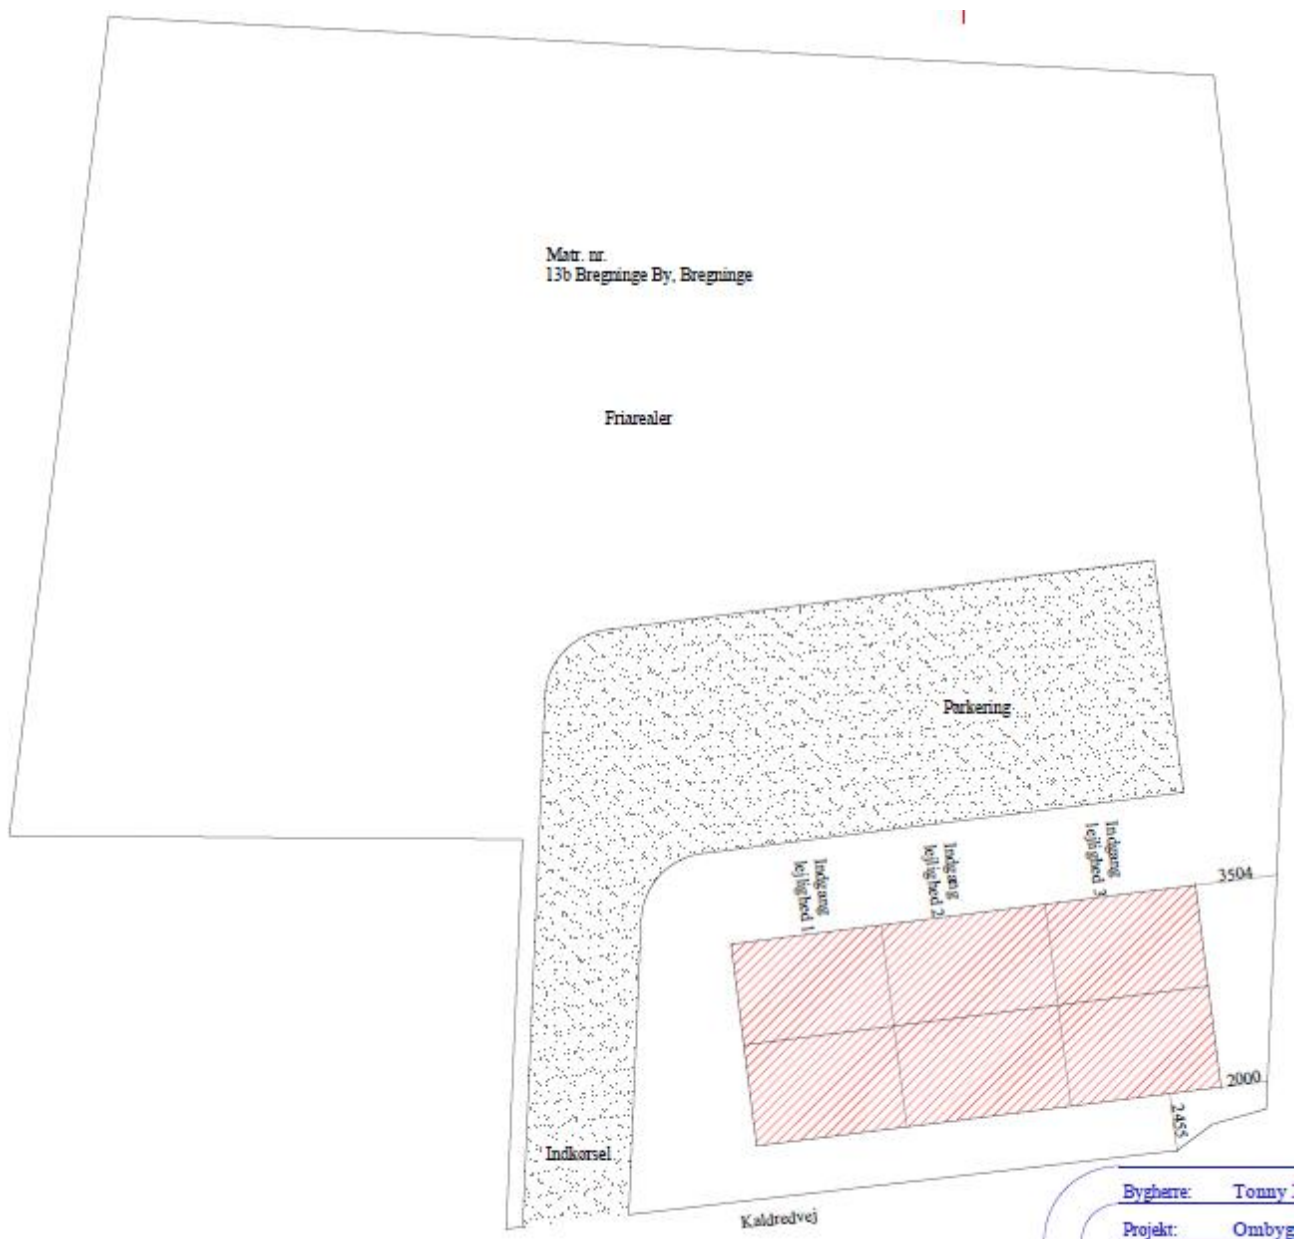 Matr. nr.
13b Bregninge By, Bregninge
Friarealer
Parkering
Indgang
lejlighed 1
Indgang
lejlighed 2
Indgang
lejlighed 3
3504
2000
2455
Indkørsel
Kaldredvej
Bygherre: Tonny
Projekt: Ombyg